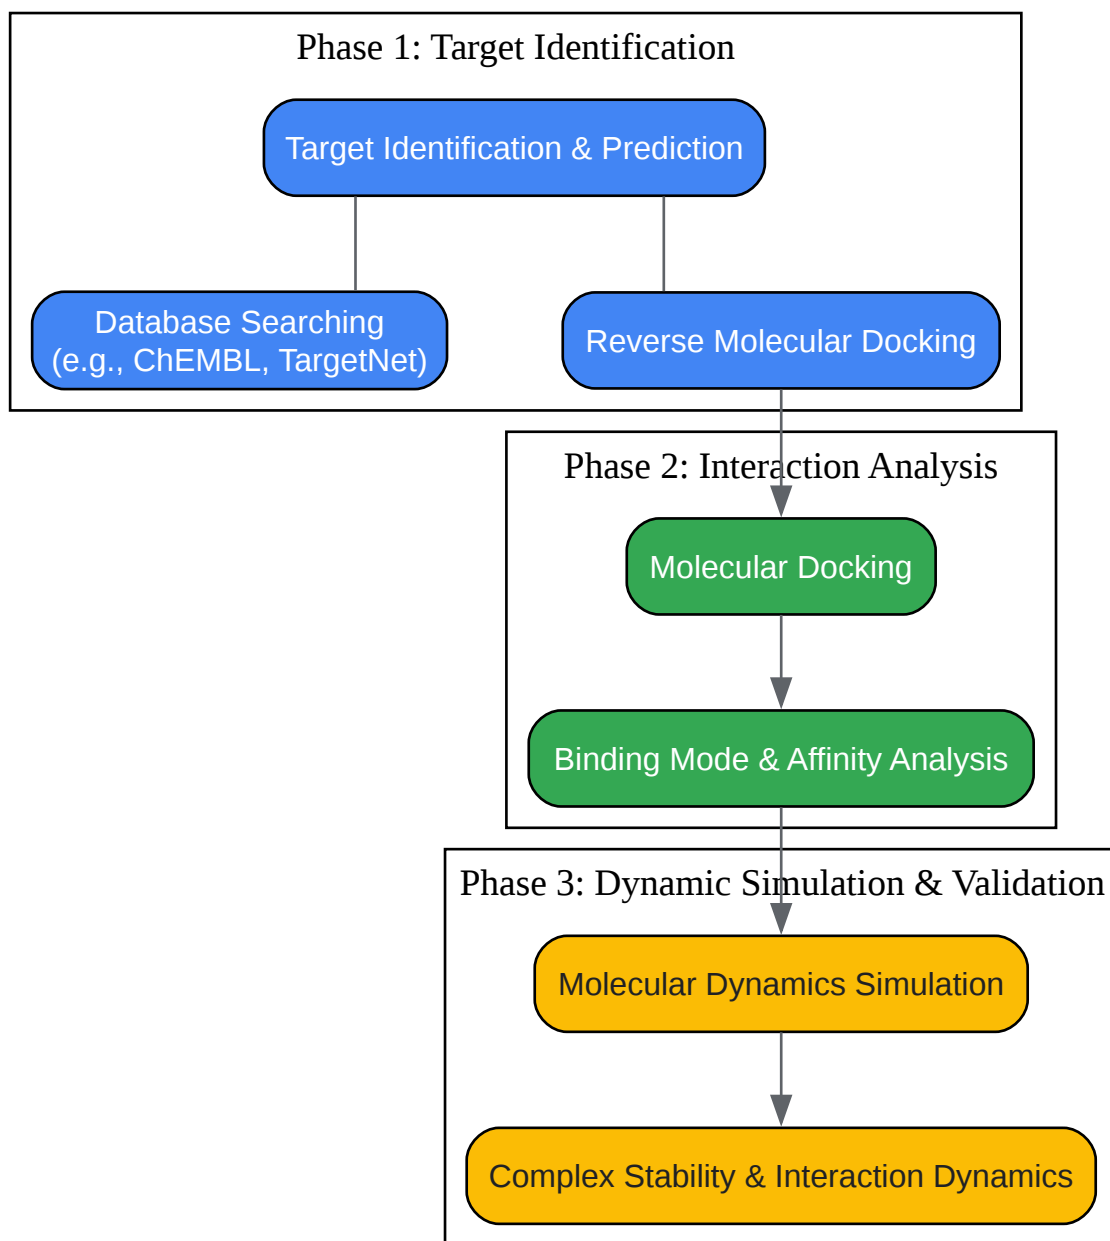 Phase 1: Target Identification
Target Identification & Prediction
Database Searching
(e.g., ChEMBL, TargetNet)
Reverse Molecular Docking
Phase 2: Interaction Analysis
Molecular Docking
Binding Mode & Affinity Analysis
Phase 3: Dynamic Simulation & Validation
Molecular Dynamics Simulation
Complex Stability & Interaction Dynamics